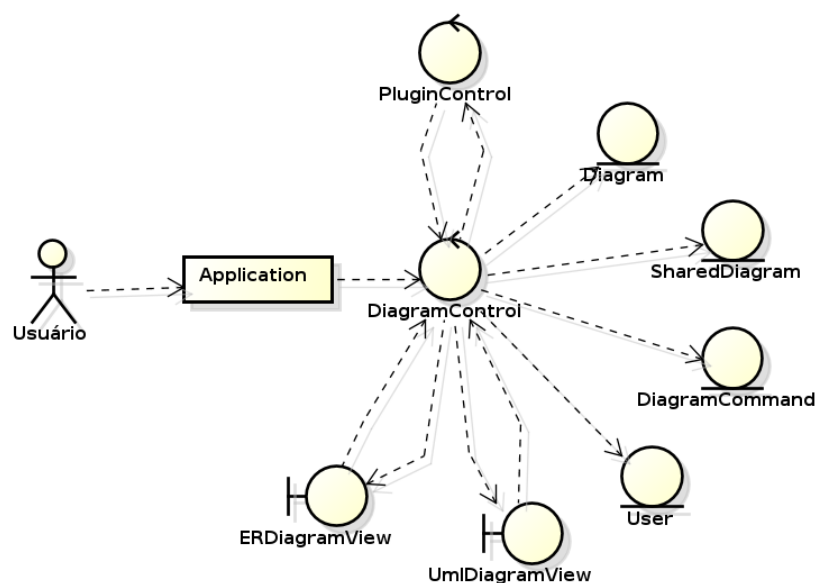 PluginControl
Diagram
SharedDiagram
Application
DiagramControl
Usuário
DiagramCommand
User
ERDiagramView
UmlDiagramView